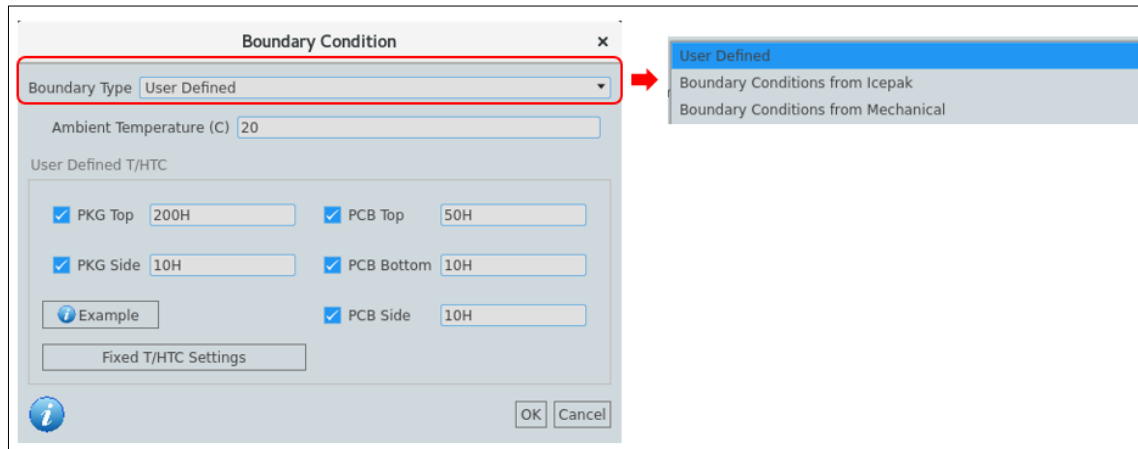 Boundary Condition
Boundary Type User Defined
Ambient Temperature (C) 20
User Defined T/HTC
PKG Top 200H PCB Top 50H
PKG Side 10H PCB Bottom 10H
Example PCB Side 10H
Fixed T/HTC Settings
OK Cancel
User Defined
Boundary Conditions from Icepak
Boundary Conditions from Mechanical